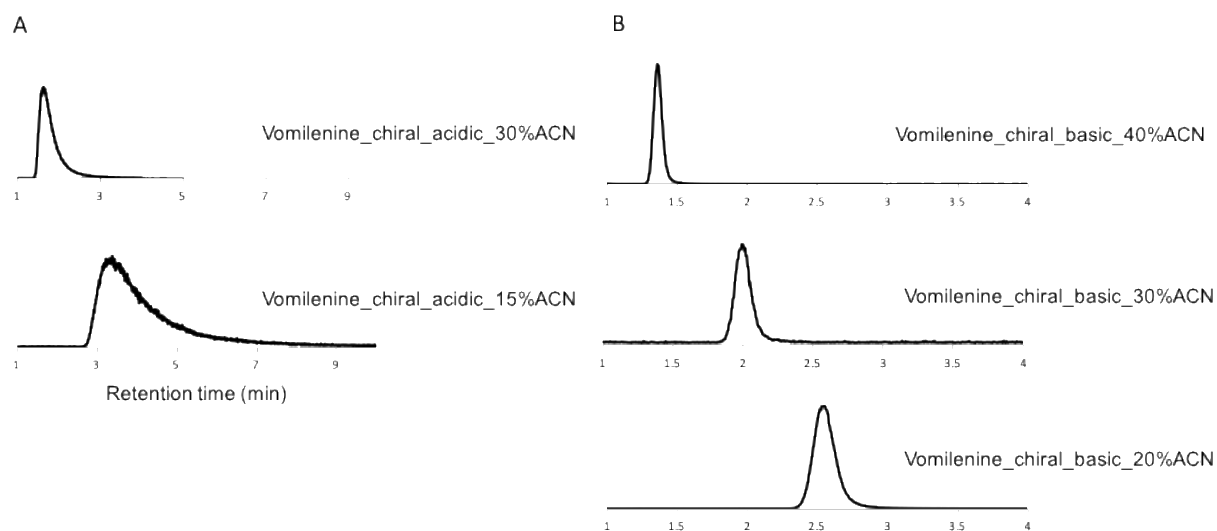 A
Vomilenine_chiral_acidic_30%ACN
1 3 5 7 9
Vomilenine_chiral_acidic_15%ACN
1 3 5 7 9
Retention time (min)
B
Vomilenine_chiral_basic_40%ACN
1 1.5 2 2.5 3 3 5 4
Vomilenine_chiral_basic_30%ACN
1 1.5 2 2.5 3 3.5 4
Vomilenine_chiral_basic_20%ACN
1 1.5 2 2.5 3 3 5 4